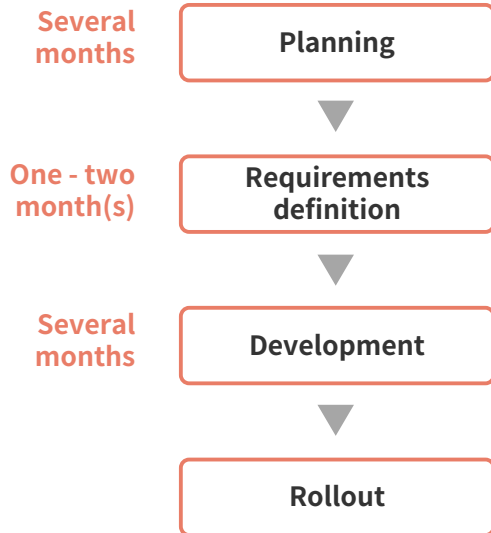 Several
months
Planning
One - two
month(s)
Requirements
definition
Several
months
Development
Rollout